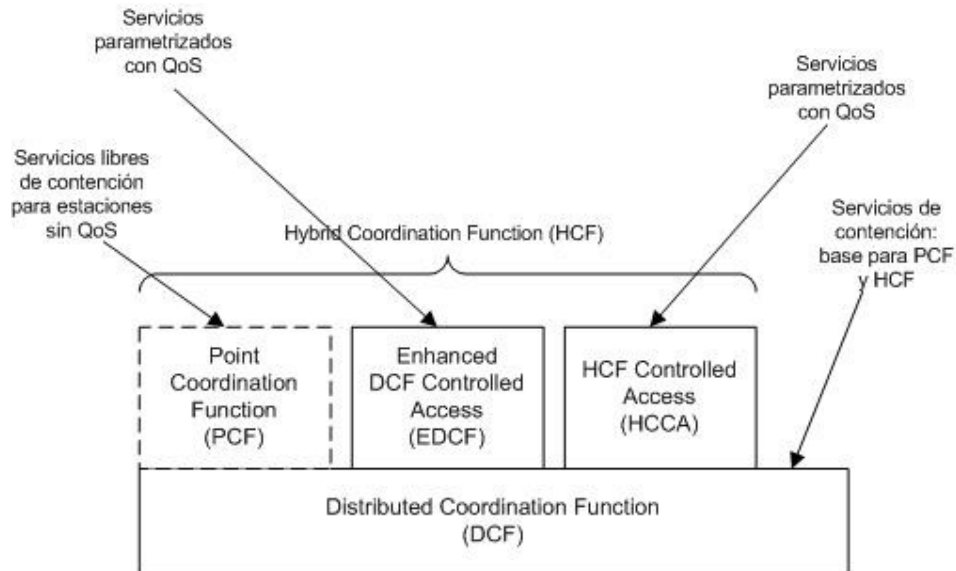 Servicios
parametrizados
con QoS
Servicios
parametrizados
con QoS
Servicios libres
de contención
para estaciones
sin QoS
Hybrid Coordination Function (HCF)
Servicios de
contención:
base para PCF
y HCF
Point
Coordination
Function
(PCF)
Enhanced
DCF Controlled
Access
(EDCF)
HCF Controlled
Access
(HCCA)
Distributed Coordination Function
(DCF)